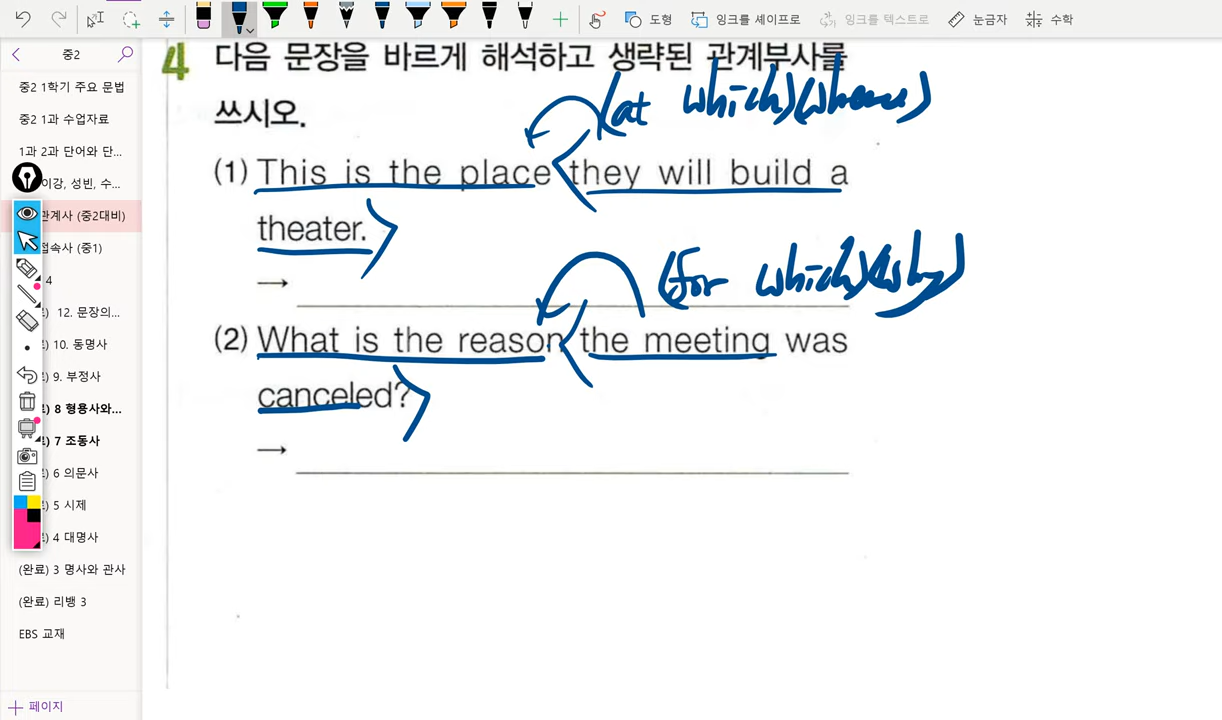 도형
잉크를 셰이프로
잉크를 텍스트로
눈금자
수학
중2
중2 1학기 주요 문법
중2 1과 수업자료
1과 2과 단어와 단...
이강, 성빈, 수...
관계사 (중2대비)
접속사 (중1)
4
) 12. 문장의...
) 10. 동명사
) 9. 부정사
) 8 형용사와...
) 7 조동사
) 6 의문사
) 5 시제
) 4 대명사
(완료) 3 명사와 관사
(완료) 리뱅 3
EBS 교재
페이지
4 다음 문장을 바르게 해석하고 생략된 관계부사를
쓰시오.
(at which)(where)
(1) This is the place they will build a
theater.
→
(for which)(why)
(2) What is the reason the meeting was
canceled?
→